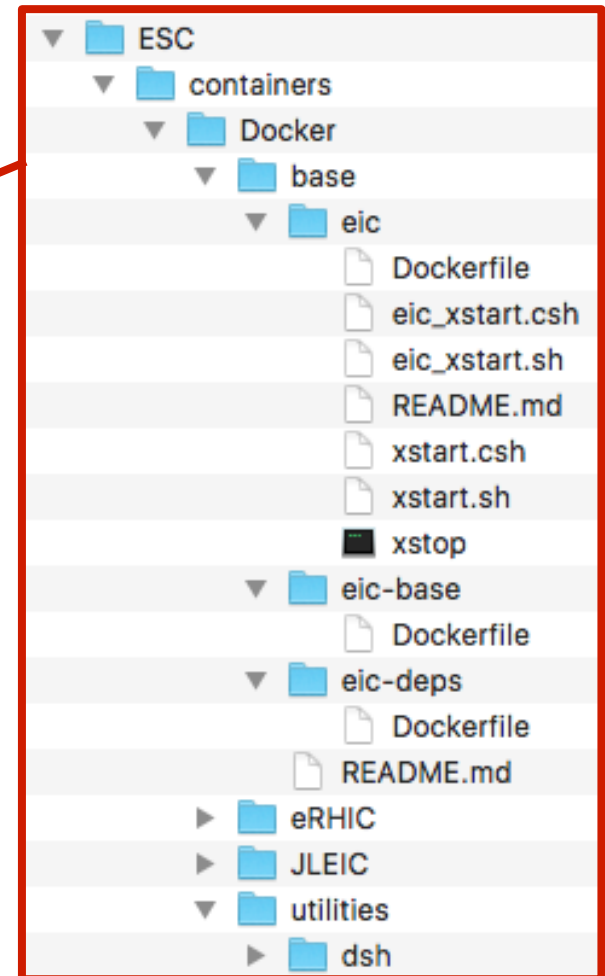 ESC
containers
Docker
base
eic
Dockerfile
eic_xstart.csh
eic_xstart.sh
README.md
xstart.csh
xstart.sh
xstop
eic-base
Dockerfile
eic-deps
Dockerfile
README.md
eRHIC
JLEIC
utilities
dsh